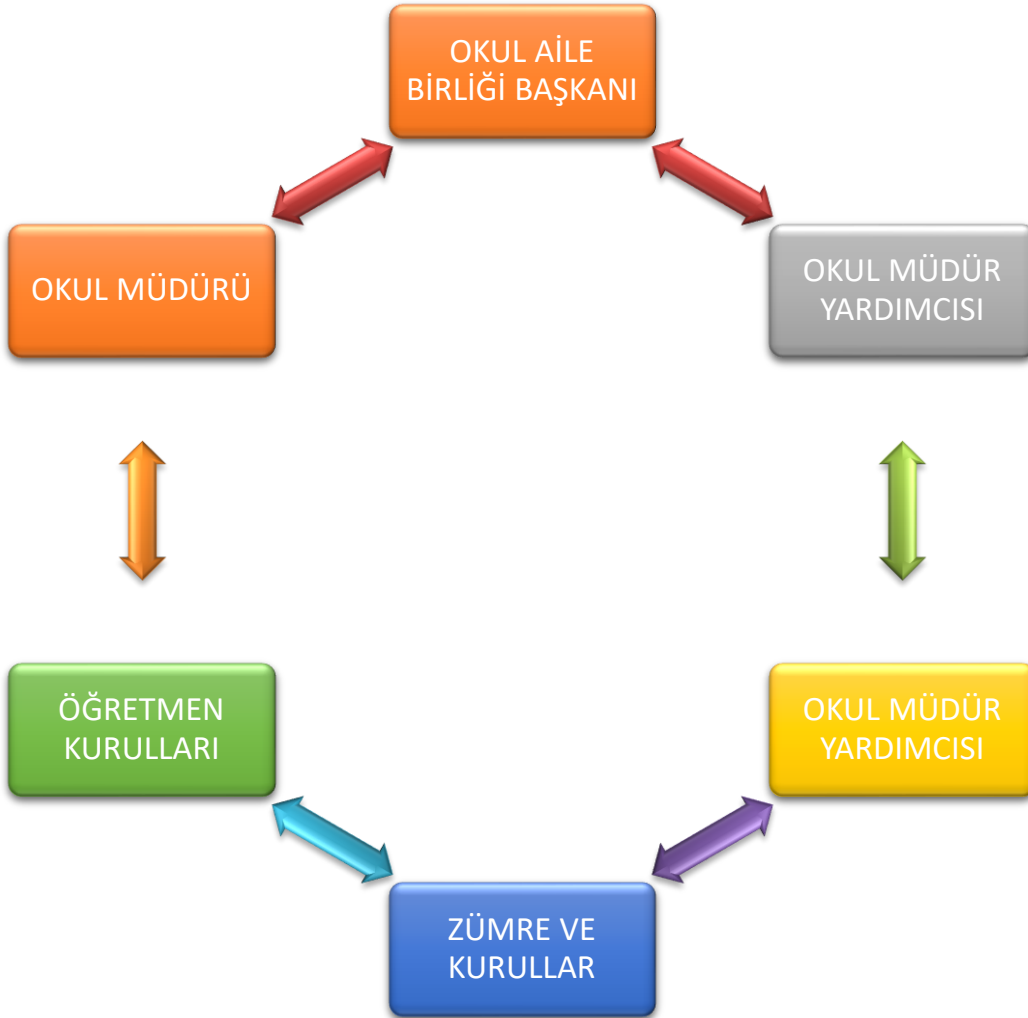 OKUL AİLE
BİRLİĞİ BAŞKANI
OKUL MÜDÜRÜ
OKUL MÜDÜR
YARDIMCISI
ÖĞRETMEN
KURULLARI
OKUL MÜDÜR
YARDIMCISI
ZÜMRE VE
KURULLAR